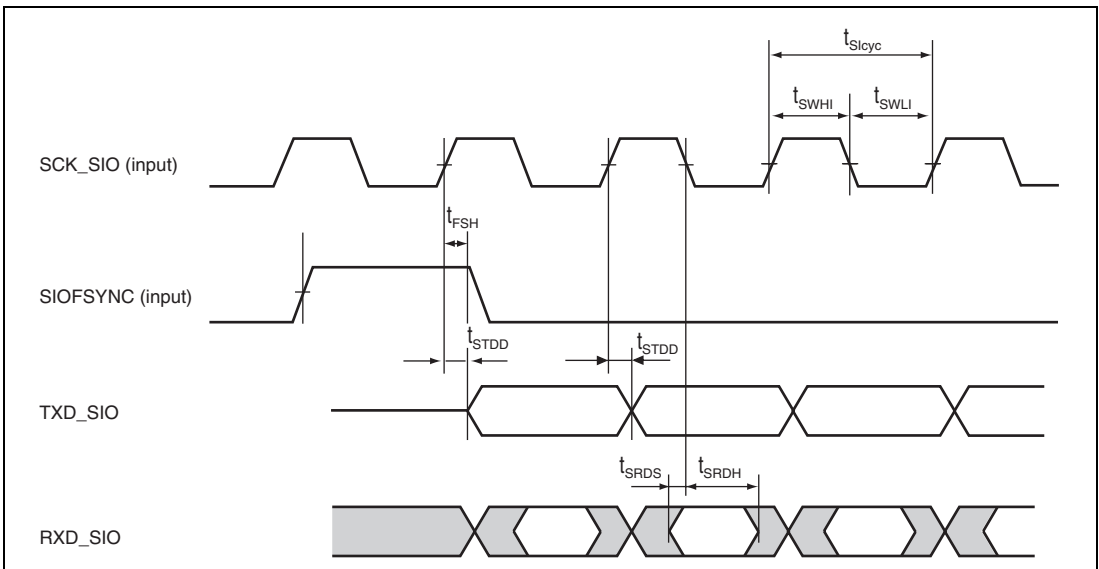 tSIcyc
tSWHI
tSWLI
SCK_SIO (input)
tFSH
SIOFSYNC (input)
tSTDD
tSTDD
TXD_SIO
tSRDS
tSRDH
RXD_SIO